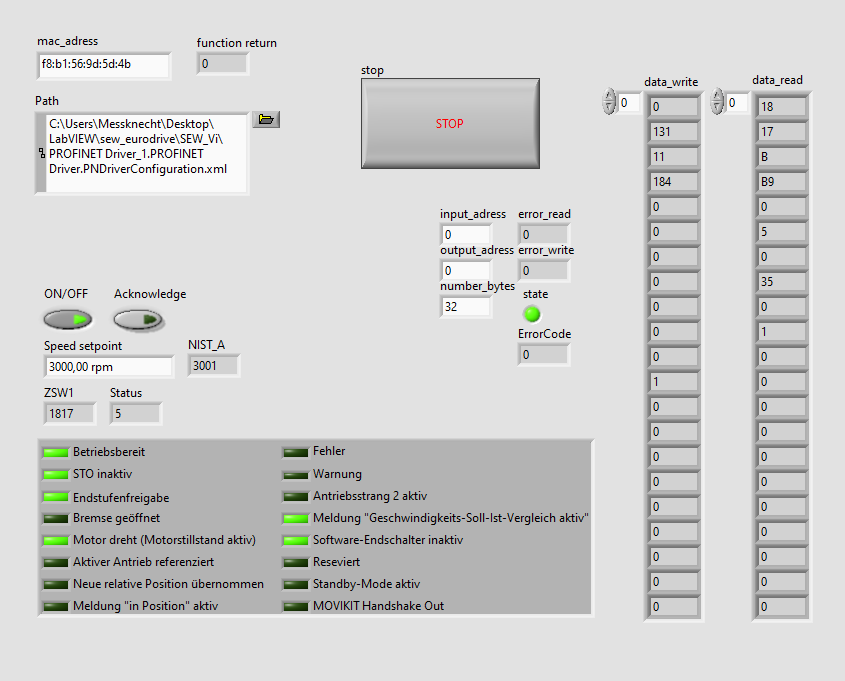 mac_adress
f8:b1:56:9d:5d:4b
function return
0
Path
C:\Users\Messknecht\Desktop\
LabVIEW\sew_eurodrive\SEW_Vi\
PROFINET Driver_1.PROFINET
Driver.PNDriverConfiguration.xml
stop
STOP
input_adress
0
error_read
0
output_adress
0
error_write
0
number_bytes
32
state
ErrorCode
0
ON/OFF
Acknowledge
Speed setpoint
3000,00 rpm
NIST_A
3001
ZSW1
1817
Status
5
Betriebsbereit
STO inaktiv
Endstufenfreigabe
Bremse geöffnet
Motor dreht (Motorstillstand aktiv)
Aktiver Antrieb referenziert
Neue relative Position übernommen
Meldung "in Position" aktiv
Fehler
Warnung
Antriebsstrang 2 aktiv
Meldung "Geschwindigkeits-Soll-Ist-Vergleich aktiv"
Software-Endschalter inaktiv
Reseviert
Standby-Mode aktiv
MOVIKIT Handshake Out
data_write
0
0
131
11
184
0
0
0
0
0
0
0
1
0
0
0
0
0
0
0
0
0
data_read
0
18
17
B
B9
0
5
0
35
0
1
0
0
0
0
0
0
0
0
0
0
0